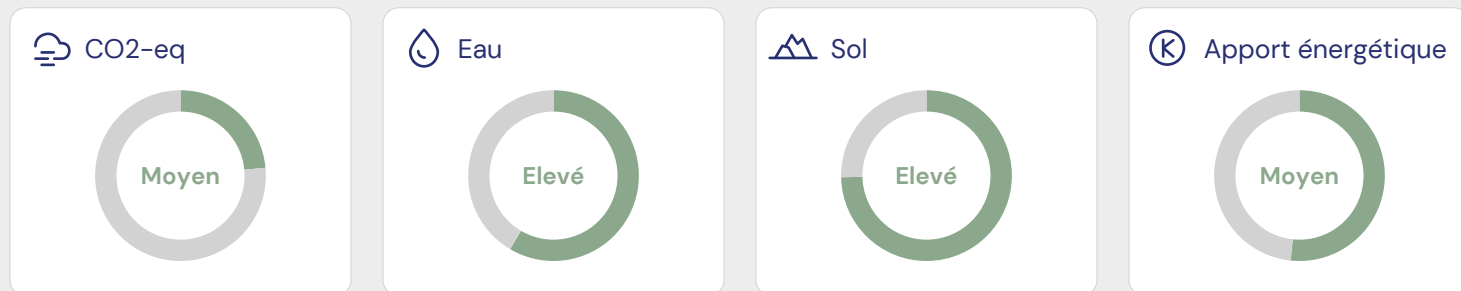 CO2-eq
Moyen
Eau
Elevé
Sol
Elevé
Apport énergétique
Moyen